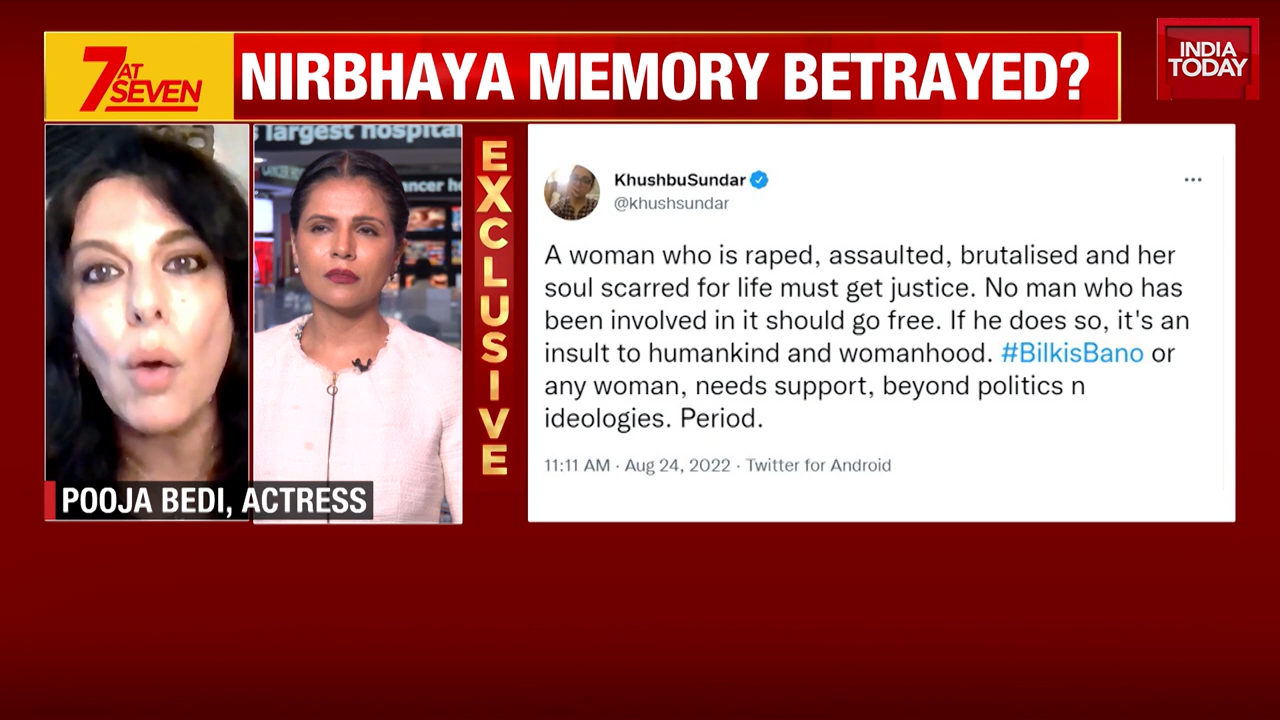 7 AT SEVEN
NIRBHAYA MEMORY BETRAYED?
INDIA
TODAY
largest hospita
ancer he
EXCLUSIVE
KhushbuSundar
@khushsundar
A woman who is raped, assaulted, brutalised and her
soul scarred for life must get justice. No man who has
been involved in it should go free. If he does so, it's an
insult to humankind and womanhood. #BilkisBano or
any woman, needs support, beyond politics n
ideologies. Period.
11:11 AM · Aug 24, 2022 · Twitter for Android
POOJA BEDI, ACTRESS